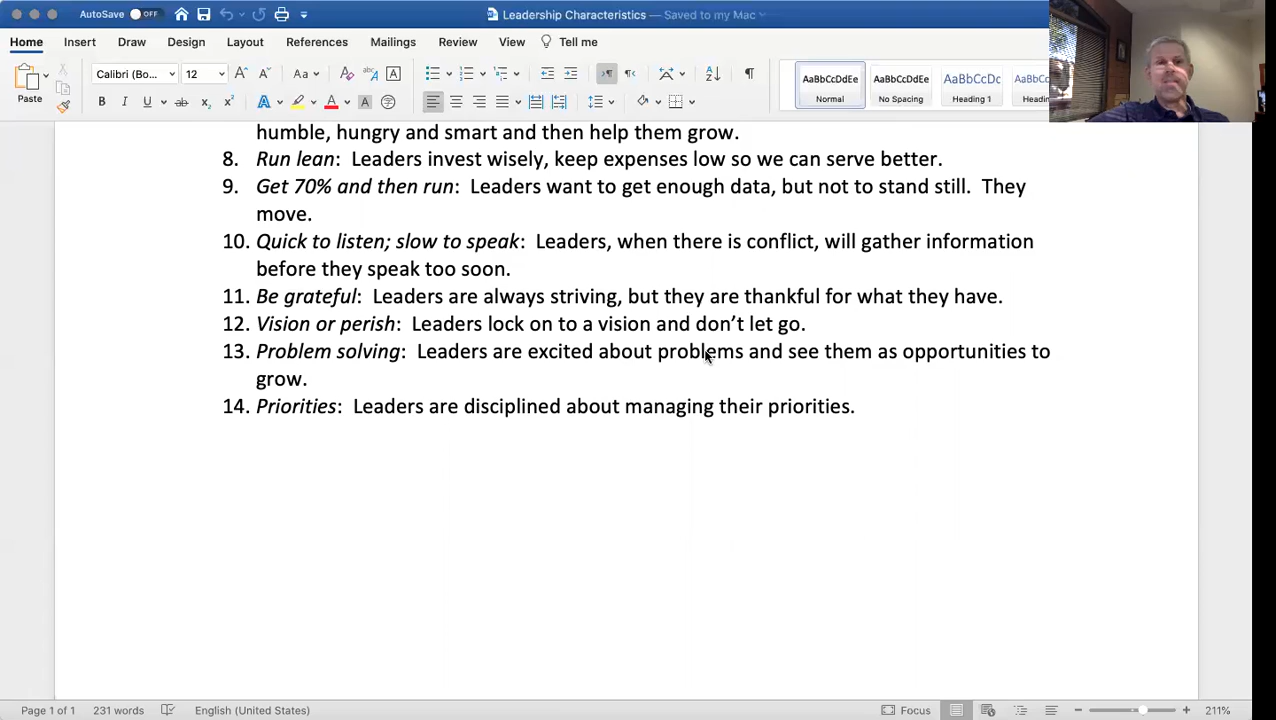 AutoSave OFF
Leadership Characteristics — Saved to my Mac
Home Insert Draw Design Layout References Mailings Review View Tell me
Paste
Calibri (Bo... 12
AaBbCcDdEe AaBbCcDdEe AaBbCcDc AaBbCcD
Normal No Spacing Heading 1
humble, hungry and smart and then help them grow.
8. Run lean: Leaders invest wisely, keep expenses low so we can serve better.
9. Get 70% and then run: Leaders want to get enough data, but not to stand still. They
move.
10. Quick to listen; slow to speak: Leaders, when there is conflict, will gather information
before they speak too soon.
11. Be grateful: Leaders are always striving, but they are thankful for what they have.
12. Vision or perish: Leaders lock on to a vision and don’t let go.
13. Problem solving: Leaders are excited about problems and see them as opportunities to
grow.
14. Priorities: Leaders are disciplined about managing their priorities.
Page 1 of 1 231 words English (United States) Focus 211%